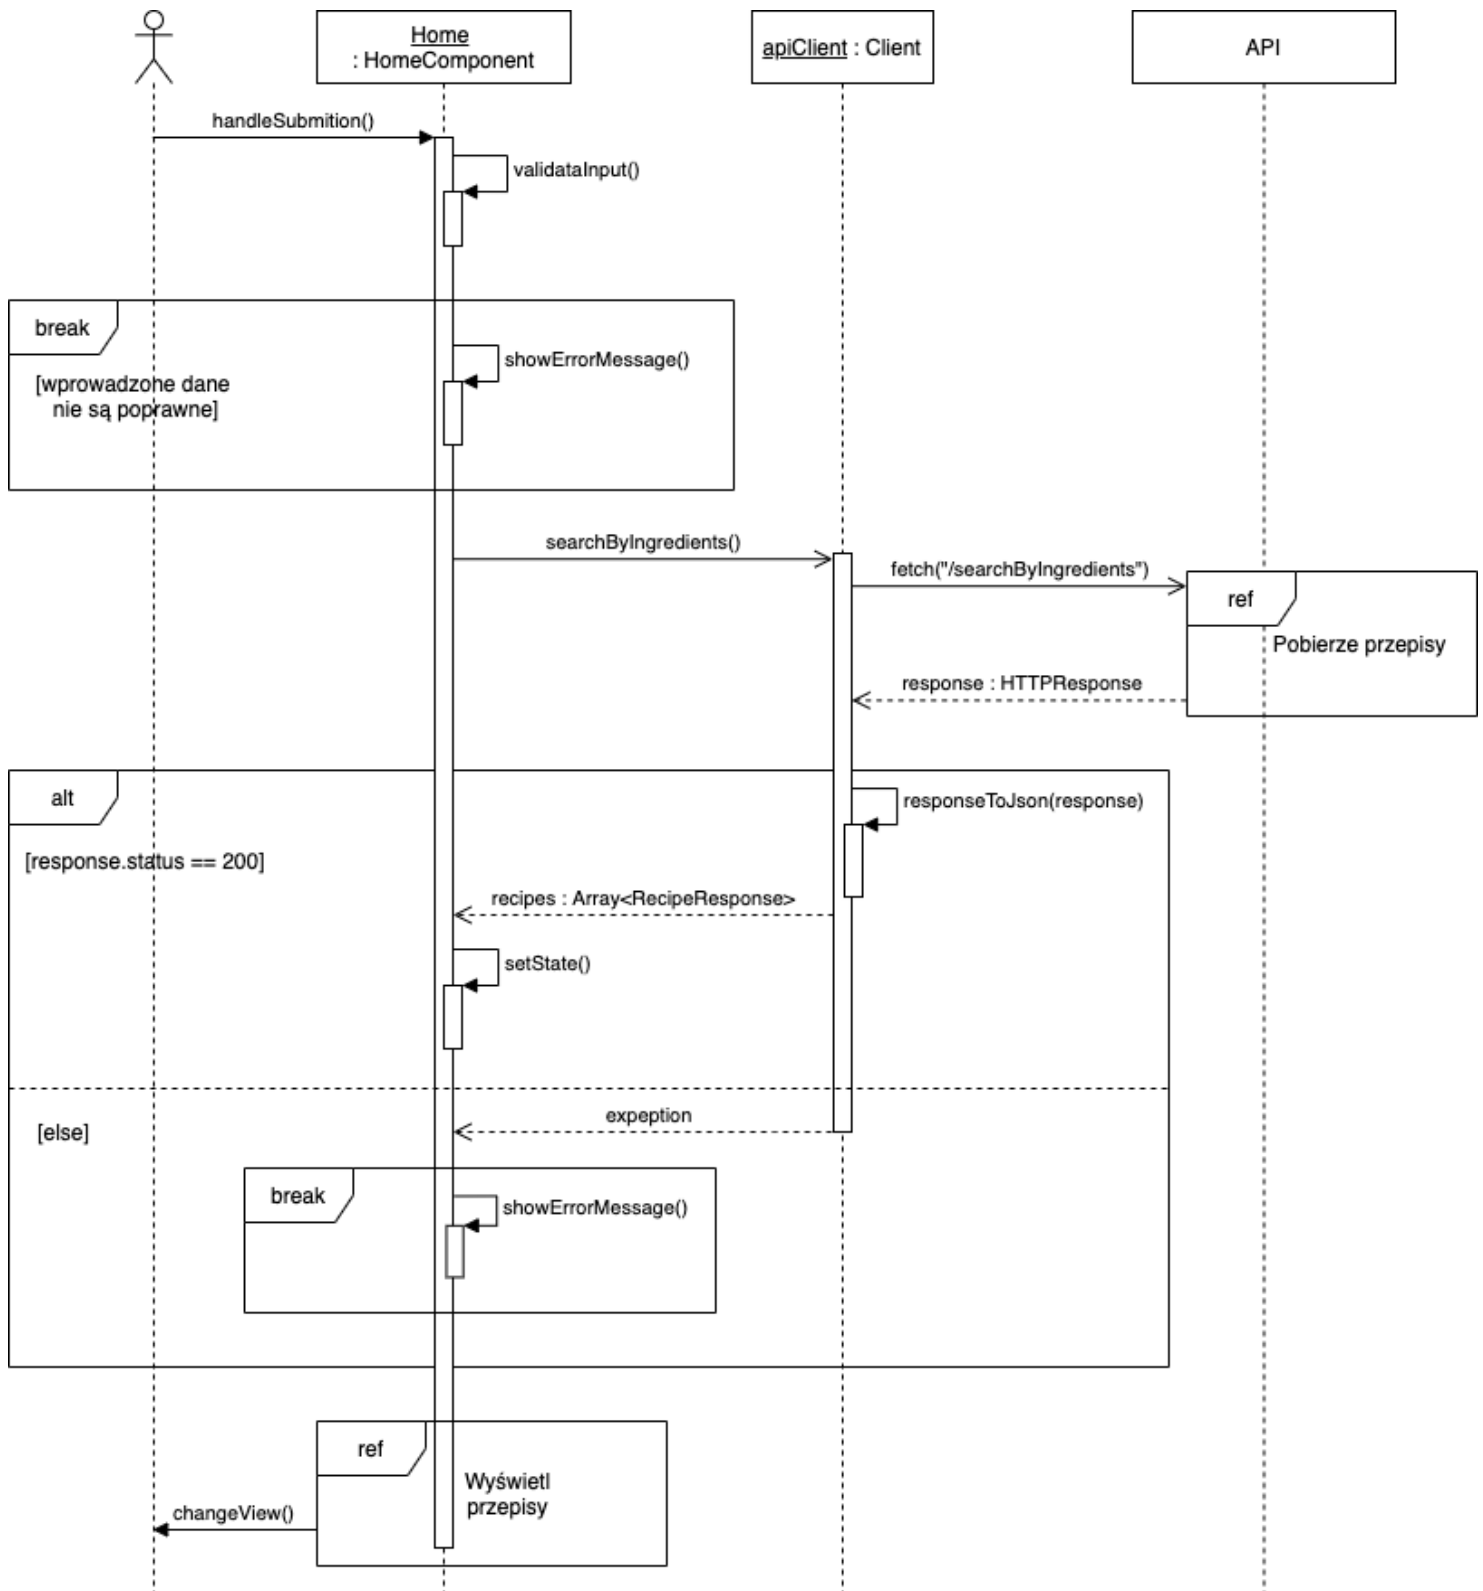 Home
: HomeComponent
apiClient : Client
API
handleSubmition()
validataInput()
break
showErrorMessage()
[wprowadzone dane
nie są poprawne]
searchByIngredients()
fetch("/searchByIngredients")
ref
Pobierze przepisy
response : HTTPResponse
alt
responseToJson(response)
[response.status == 200]
recipes : Array<RecipeResponse>
setState()
expeption
[else]
break
showErrorMessage()
ref
Wyświetl
przepisy
changeView()